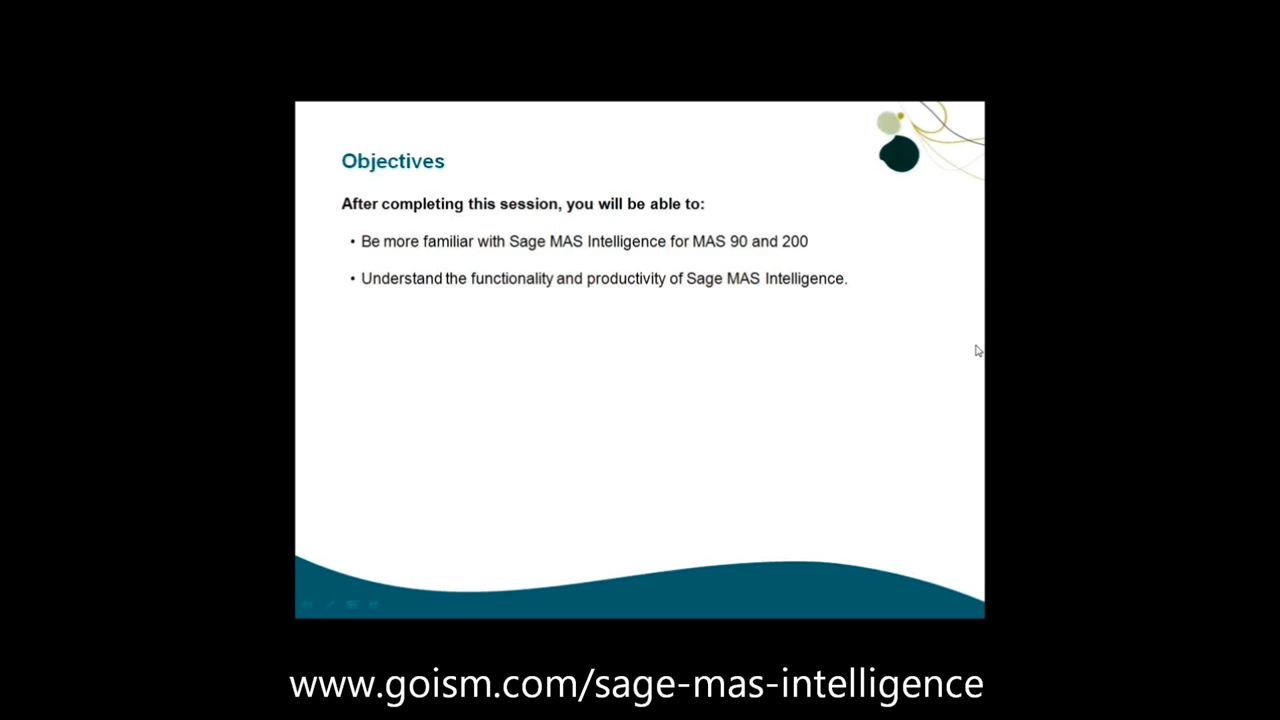 Objectives
After completing this session, you will be able to:
• Be more familiar with Sage MAS Intelligence for MAS 90 and 200
• Understand the functionality and productivity of Sage MAS Intelligence.
www.goism.com/sage-mas-intelligence